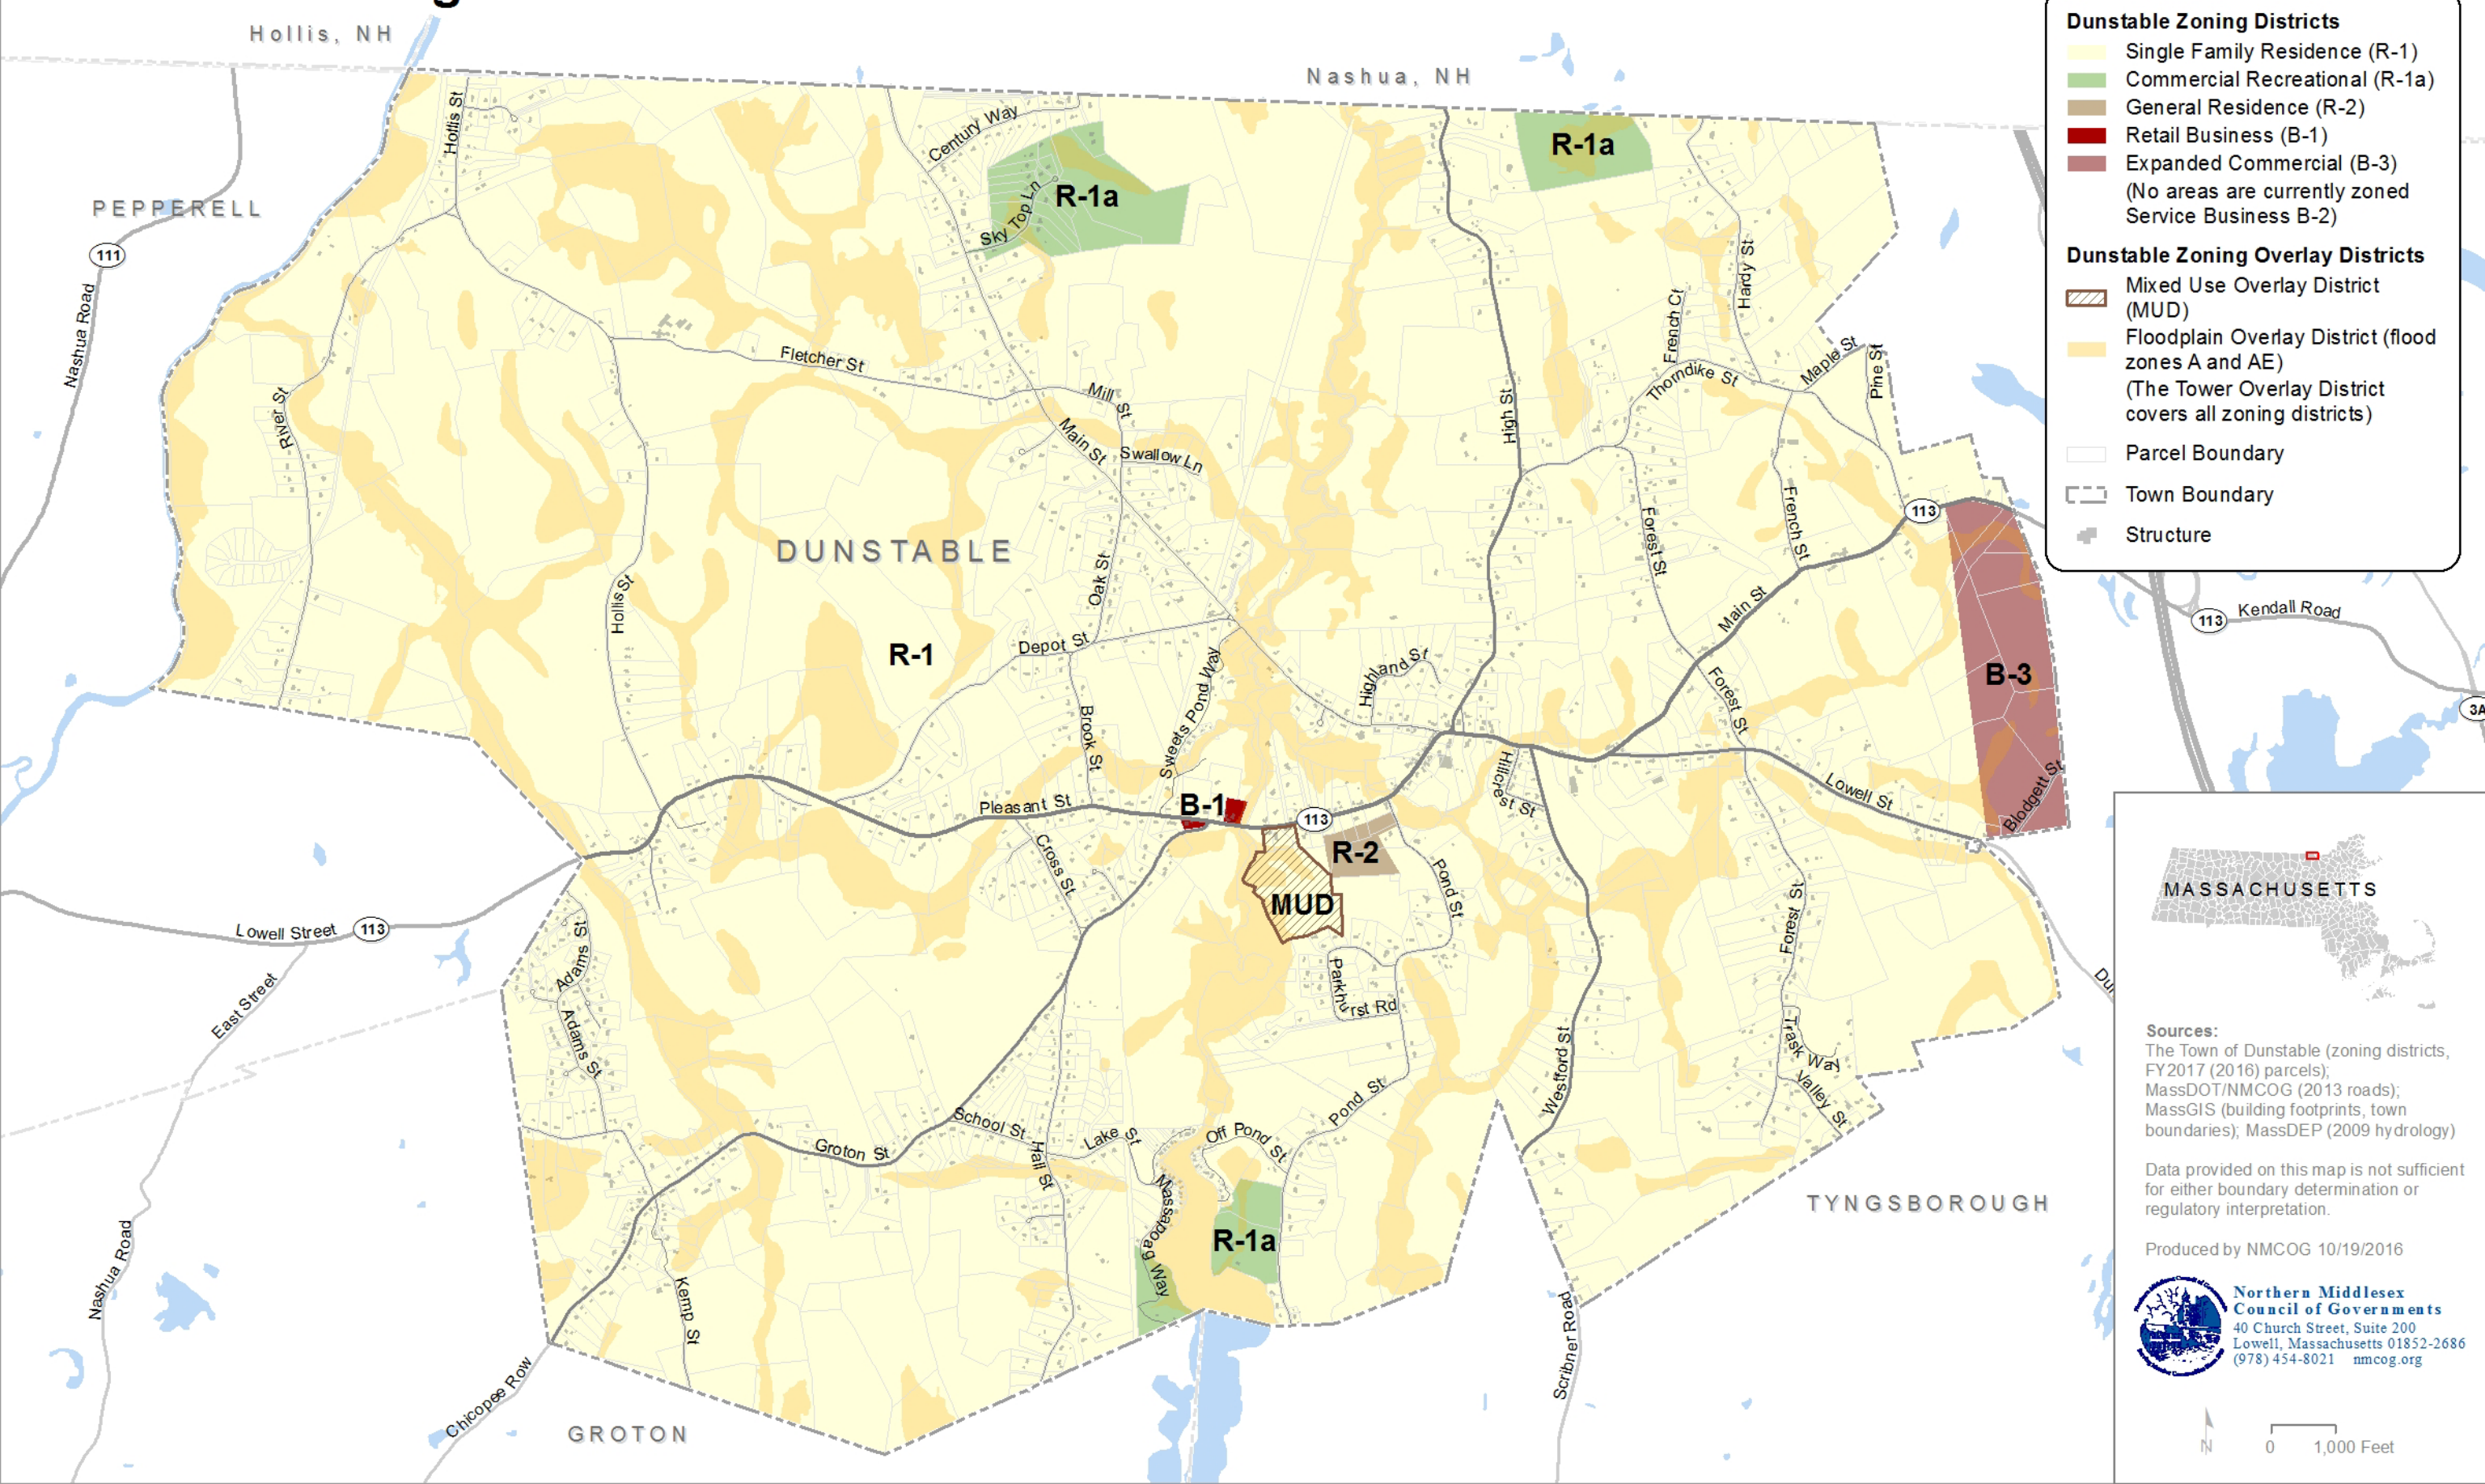 Hollis, NH
Nashua, NH
PEPPERELL
111
Nashua Road
Hollis St
Century Way
Sky Top Ln
R-1a
R-1a
Hardy St
French Ct
Thorndike St
Maple St
Pine St
River St
Fletcher St
Mill St
Main St
Swallow Ln
High St
Forest St
French St
113
DUNSTABLE
Oak St
Hollis St
R-1
Depot St
Main St
Highland St
Sweets Pond Way
Brook St
Forest St
B-3
Pleasant St
B-1
113
Hillcrest St
Lowell St
Blodgett St
R-2
Cross St
MUD
Pond St
Lowell Street
113
East Street
Adams St
Adams St
Forest St
Parkhurst Rd
Westford St
Trask Way
Valley St
Pond St
School St
Lake St
Off Pond St
Groton St
Hall St
Massapoag Way
R-1a
TYNGSBOROUGH
Nashua Road
Kemp St
Chicopee Row
Scribner Road
GROTON
113
Kendall Road
3A
Dunstable Zoning Districts
Single Family Residence (R-1)
Commercial Recreational (R-1a)
General Residence (R-2)
Retail Business (B-1)
Expanded Commercial (B-3)
(No areas are currently zoned
Service Business B-2)
Dunstable Zoning Overlay Districts
Mixed Use Overlay District
(MUD)
Floodplain Overlay District (flood
zones A and AE)
(The Tower Overlay District
covers all zoning districts)
Parcel Boundary
Town Boundary
Structure
MASSACHUSETTS
Sources:
The Town of Dunstable (zoning districts,
FY2017 (2016) parcels);
MassDOT/NMCOG (2013 roads);
MassGIS (building footprints, town
boundaries); MassDEP (2009 hydrology)
Data provided on this map is not sufficient
for either boundary determination or
regulatory interpretation.
Produced by NMCOG 10/19/2016
Northern Middlesex
Council of Governments
40 Church Street, Suite 200
Lowell, Massachusetts 01852-2686
(978) 454-8021 nmcog.org
N
0 1,000 Feet